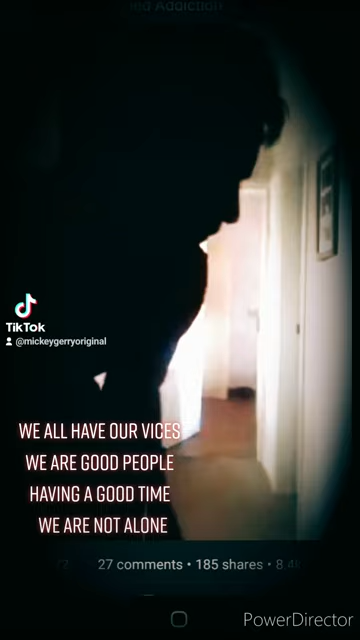 Addiction
TikTok
@mickeygerryoriginal
WE ALL HAVE OUR VICES
WE ARE GOOD PEOPLE
HAVING A GOOD TIME
WE ARE NOT ALONE
27 comments • 185 shares •
PowerDirector